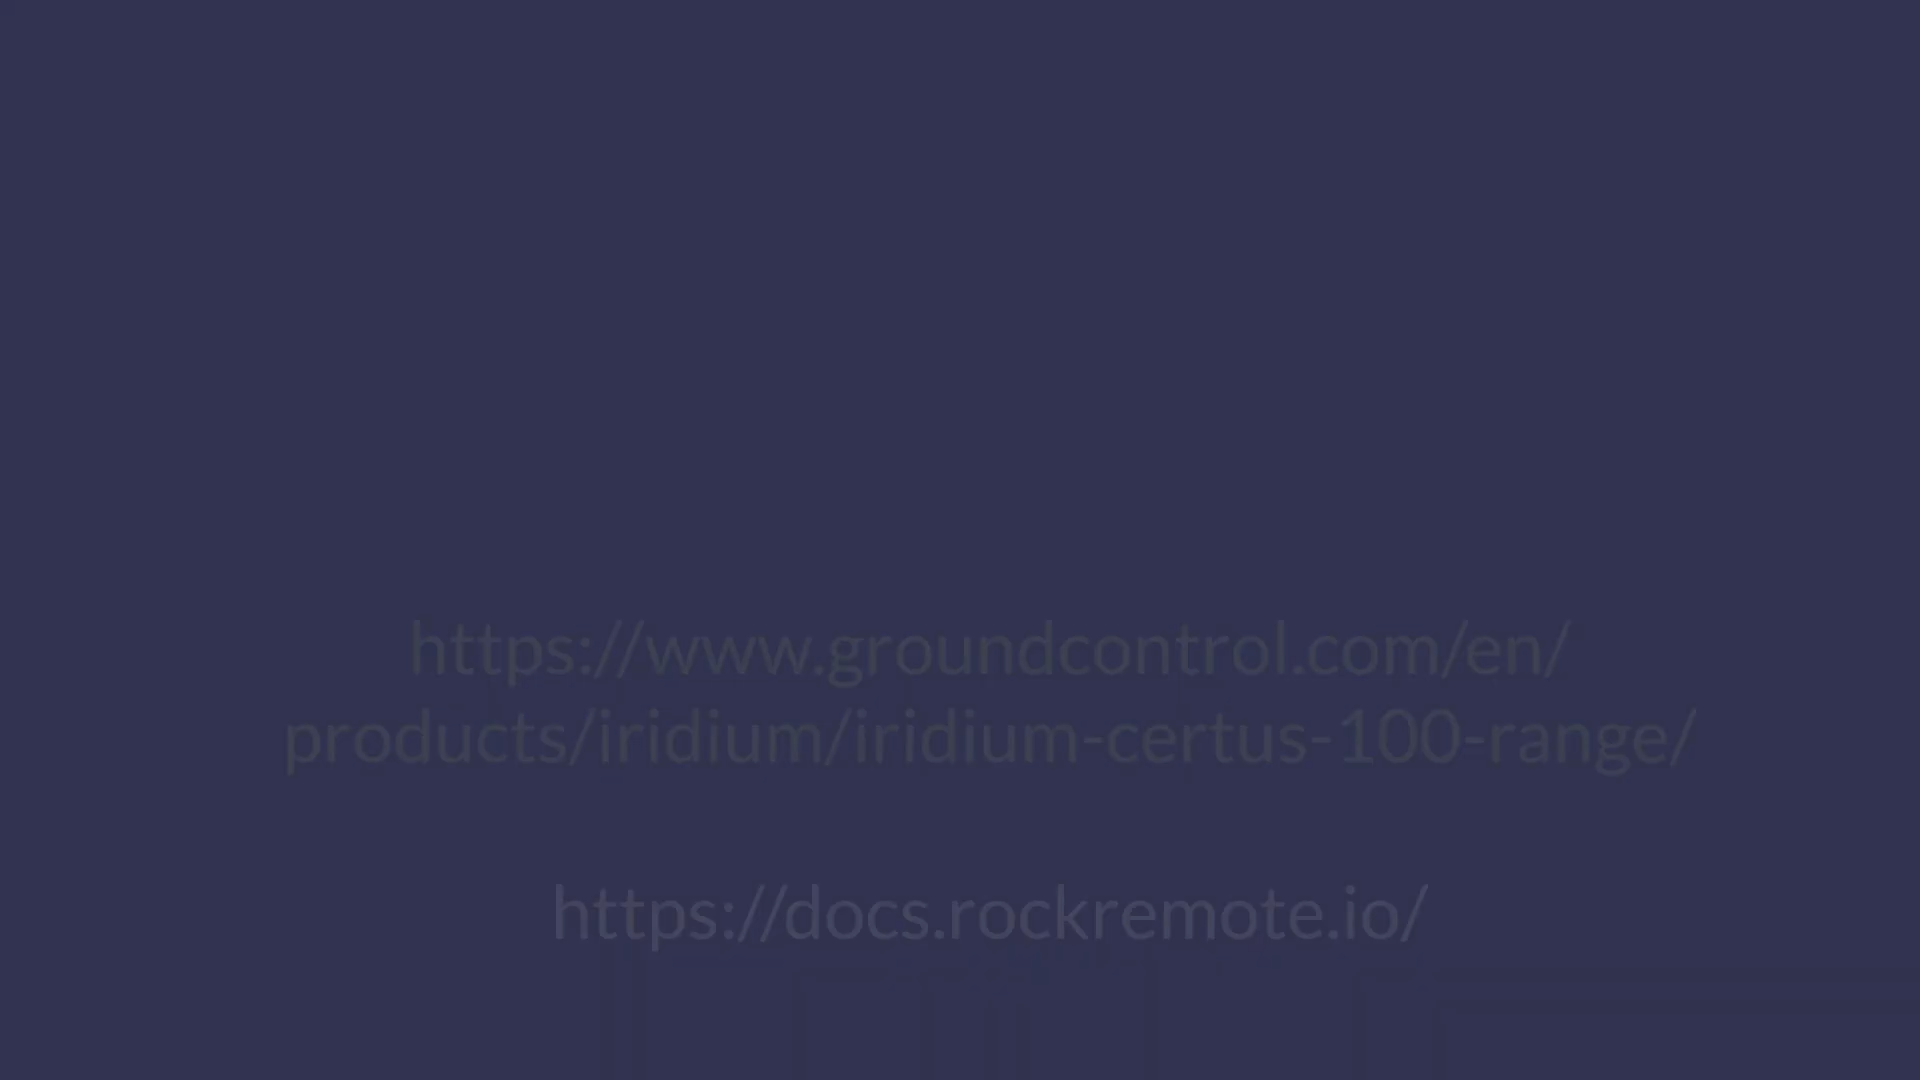 https://www.groundcontrol.com/en/
products/iridium/iridium-certus-100-range/
https://docs.rockremote.io/